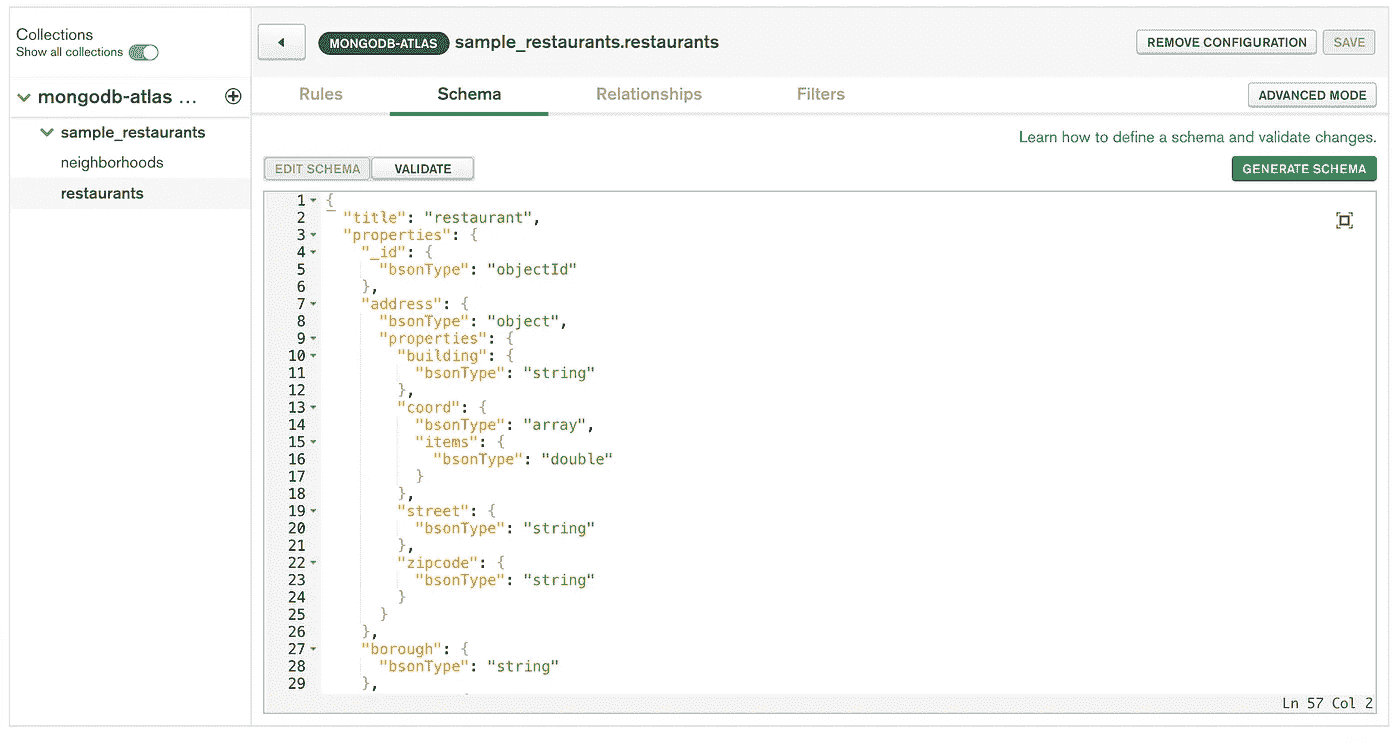 Collections
Show all collections
mongodb-atlas ...
sample_restaurants
neighborhoods
restaurants
MONGODB-ATLAS sample_restaurants.restaurants
REMOVE CONFIGURATION SAVE
Rules Schema Relationships Filters
ADVANCED MODE
Learn how to define a schema and validate changes.
EDIT SCHEMA VALIDATE
GENERATE SCHEMA
1 {
2 "title": "restaurant",
3 "properties": {
4 "_id": {
5 "bsonType": "objectId"
6 },
7 "address": {
8 "bsonType": "object",
9 "properties": {
10 "building": {
11 "bsonType": "string"
12 },
13 "coord": {
14 "bsonType": "array",
15 "items": {
16 "bsonType": "double"
17 }
18 },
19 "street": {
20 "bsonType": "string"
21 },
22 "zipcode": {
23 "bsonType": "string"
24 }
25 }
26 },
27 "borough": {
28 "bsonType": "string"
29 },
Ln 57 Col 2